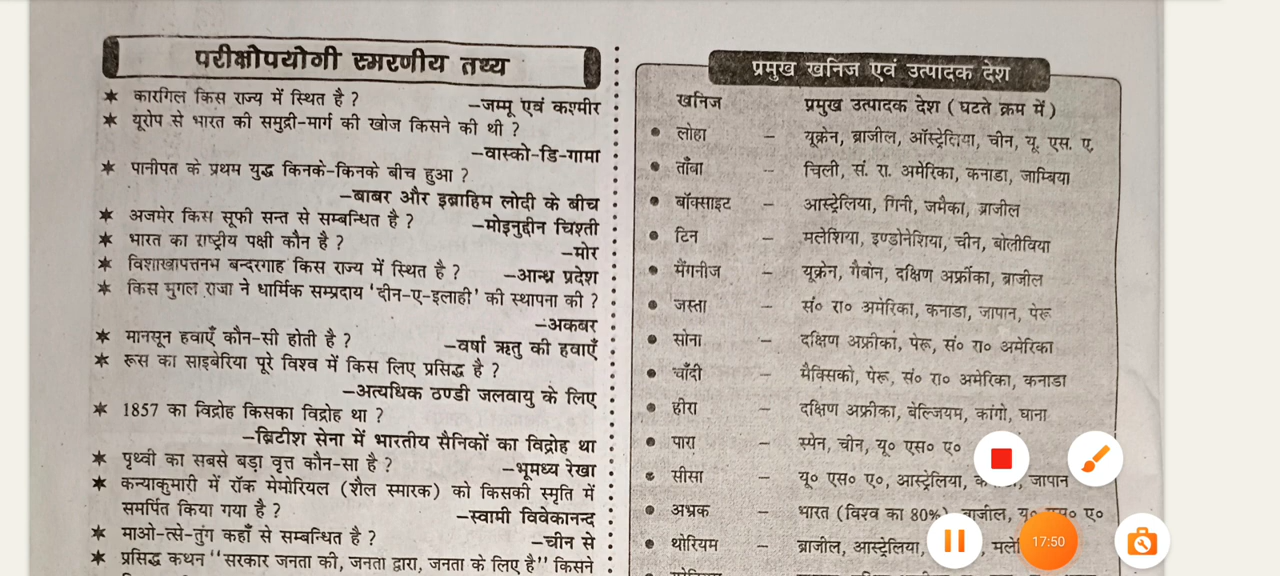 परीक्षोपयोगी स्मरणीय तथ्य
★ कारगिल किस राज्य में स्थित है ?
–जम्मू एवं कश्मीर
★ यूरोप से भारत की समुद्री-मार्ग की खोज किसने की थी ?
–वास्को-डि-गामा
★ पानीपत के प्रथम युद्ध किनके-किनके बीच हुआ ?
–बाबर और इब्राहिम लोदी के बीच
★ अजमेर किस सूफी सन्त से सम्बन्धित है ?
–मोइनुद्दीन चिश्ती
★ भारत का राष्ट्रीय पक्षी कौन है ?
–मोर
★ विशाखापत्तनभ बन्दरगाह किस राज्य में स्थित है ?
–आन्ध्र प्रदेश
★ किस मुगल राजा ने धार्मिक सम्प्रदाय 'दीन-ए-इलाही' की स्थापना की ?
–अकबर
★ मानसून हवाएँ कौन-सी होती है ?
–वर्षा ऋतु की हवाएँ
★ रूस का साइबेरिया पूरे विश्व में किस लिए प्रसिद्ध है ?
–अत्यधिक ठण्डी जलवायु के लिए
★ 1857 का विद्रोह किसका विद्रोह था ?
–ब्रिटीश सेना में भारतीय सैनिकों का विद्रोह था
★ पृथ्वी का सबसे बड़ा वृत्त कौन-सा है ?
–भूमध्य रेखा
★ कन्याकुमारी में रॉक मेमोरियल (शैल स्मारक) को किसकी स्मृति में
समर्पित किया गया है ?
–स्वामी विवेकानन्द
★ माओ-त्से-तुंग कहाँ से सम्बन्धित है ?
–चीन से
★ प्रसिद्ध कथन "सरकार जनता की, जनता द्वारा, जनता के लिए है" किसने
प्रमुख खनिज एवं उत्पादक देश
खनिज प्रमुख उत्पादक देश ( घटते क्रम में )
• लोहा – यूक्रेन, ब्राजील, ऑस्ट्रेलिया, चीन, यू. एस. ए.
• ताँबा – चिली, सं. रा. अमेरिका, कनाडा, जाम्बिया
• बॉक्साइट – आस्ट्रेलिया, गिनी, जमैका, ब्राजील
• टिन – मलेशिया, इण्डोनेशिया, चीन, बोलीविया
• मैंगनीज – यूक्रेन, गैबोन, दक्षिण अफ्रीका, ब्राजील
• जस्ता – सं० रा० अमेरिका, कनाडा, जापान, पेरू
• सोना – दक्षिण अफ्रीका, पेरू, सं० रा० अमेरिका
• चाँदी – मैक्सिको, पेरू, सं० रा० अमेरिका, कनाडा
• हीरा – दक्षिण अफ्रीका, बेल्जियम, कांगो, घाना
• पारा – स्पेन, चीन, यू० एस० ए०
• सीसा – यू० एस० ए०, आस्ट्रेलिया, जापान
• अभ्रक – भारत (विश्व का 80%), ब्राजील, ए०
• थोरियम – ब्राजील, आस्ट्रेलिया,
17:50